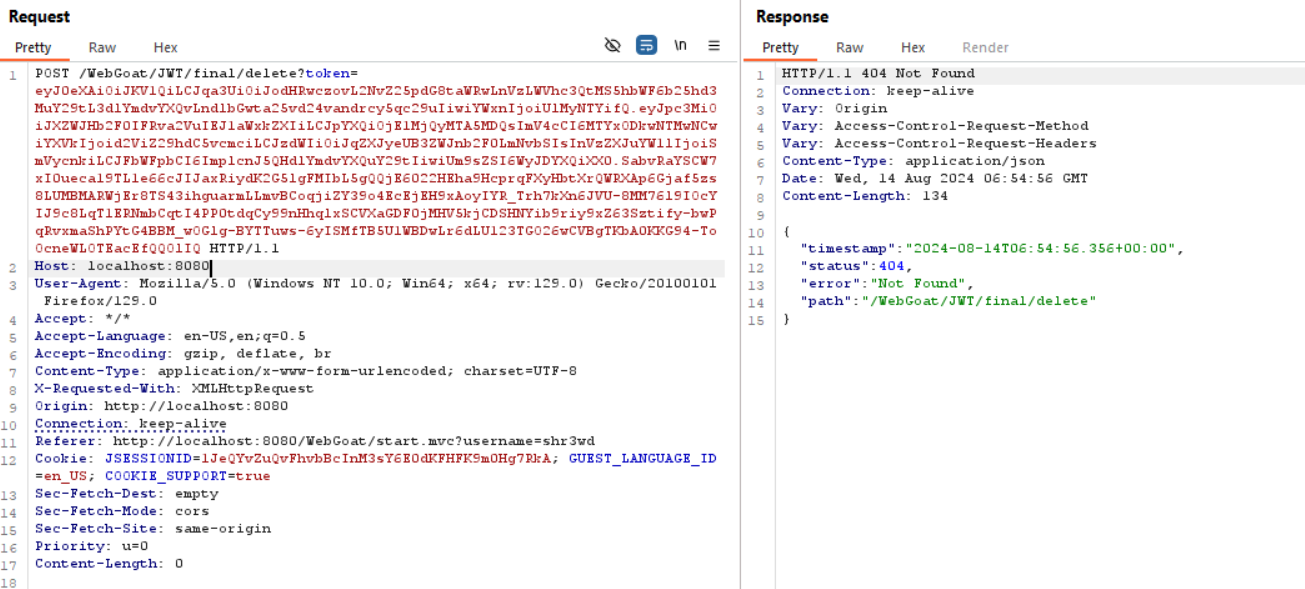 Request
Pretty
Raw
Hex
\n
1 POST /WebGoat/JWT/final/delete?token=
HTTP/1.1
2 Host: localhost:8080
3 User-Agent: Mozilla/5.0 (Windows NT 10.0; Win64; x64; rv:129.0) Gecko/20100101
Firefox/129.0
4 Accept: */*
5 Accept-Language: en-US,en;q=0.5
6 Accept-Encoding: gzip, deflate, br
7 Content-Type: application/x-www-form-urlencoded; charset=UTF-8
8 X-Requested-With: XMLHttpRequest
9 Origin: http://localhost:8080
10 Connection: keep-alive
11 Referer: http://localhost:8080/WebGoat/start.mvc?username=shr3wd
12 Cookie: JSESSIONID= ; GUEST_LANGUAGE_ID
=en_US; COOKIE_SUPPORT=true
13 Sec-Fetch-Dest: empty
14 Sec-Fetch-Mode: cors
15 Sec-Fetch-Site: same-origin
16 Priority: u=0
17 Content-Length: 0
18
Response
Pretty
Raw
Hex
Render
1 HTTP/1.1 404 Not Found
2 Connection: keep-alive
3 Vary: Origin
4 Vary: Access-Control-Request-Method
5 Vary: Access-Control-Request-Headers
6 Content-Type: application/json
7 Date: Wed, 14 Aug 2024 06:54:56 GMT
8 Content-Length: 134
9
10 {
11 "timestamp":"2024-08-14T06:54:56.356+00:00",
12 "status":404,
13 "error":"Not Found",
14 "path":"/WebGoat/JWT/final/delete"
15 }